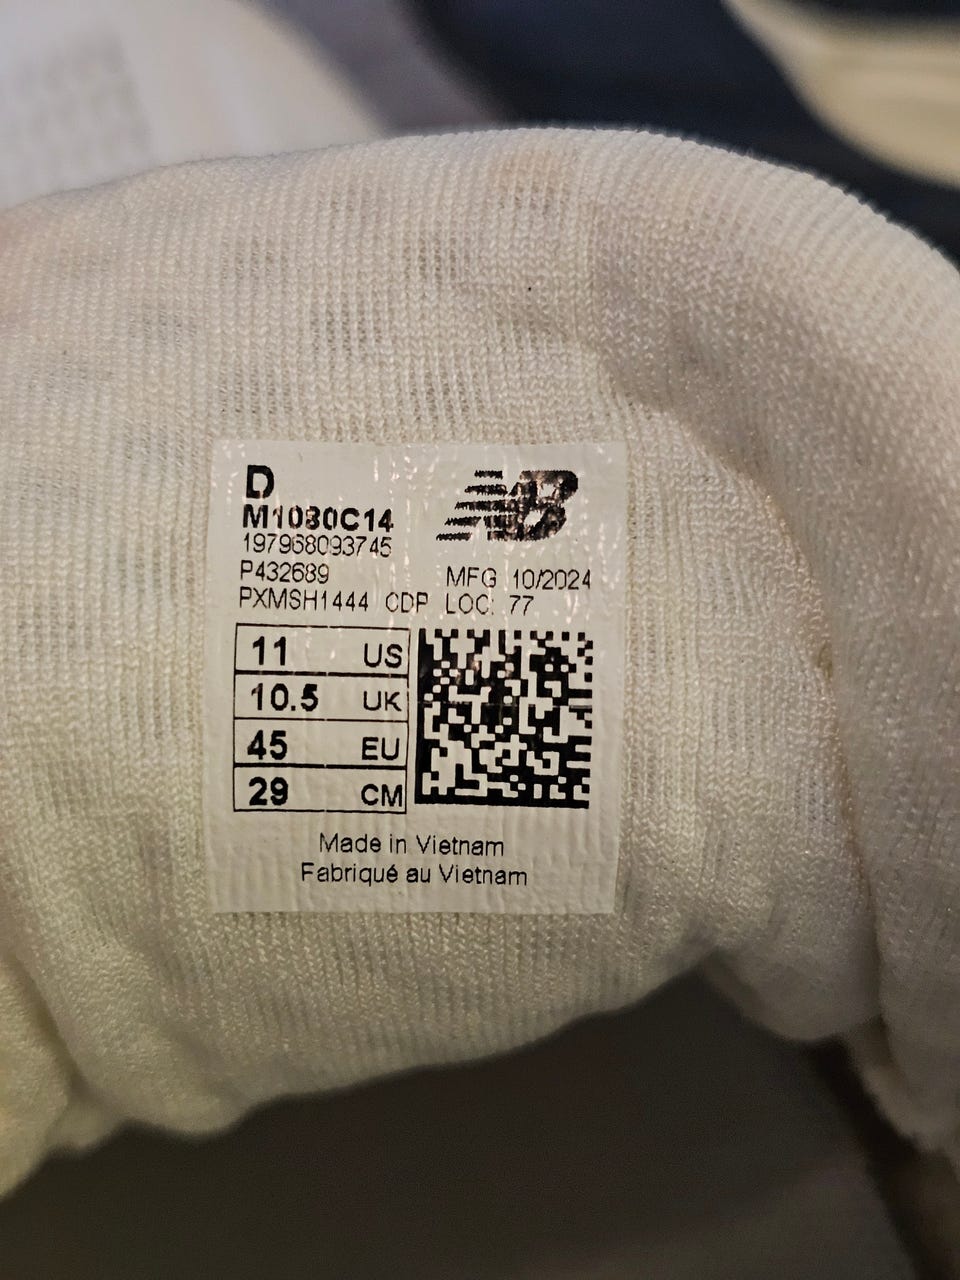 D
M1080C14
197968093745
P432689
PXMSH1444 CDP
NB
MFG 10/2024
LOC: 77
11 US
10.5 UK
45 EU
29 CM
Made in Vietnam
Fabriqué au Vietnam